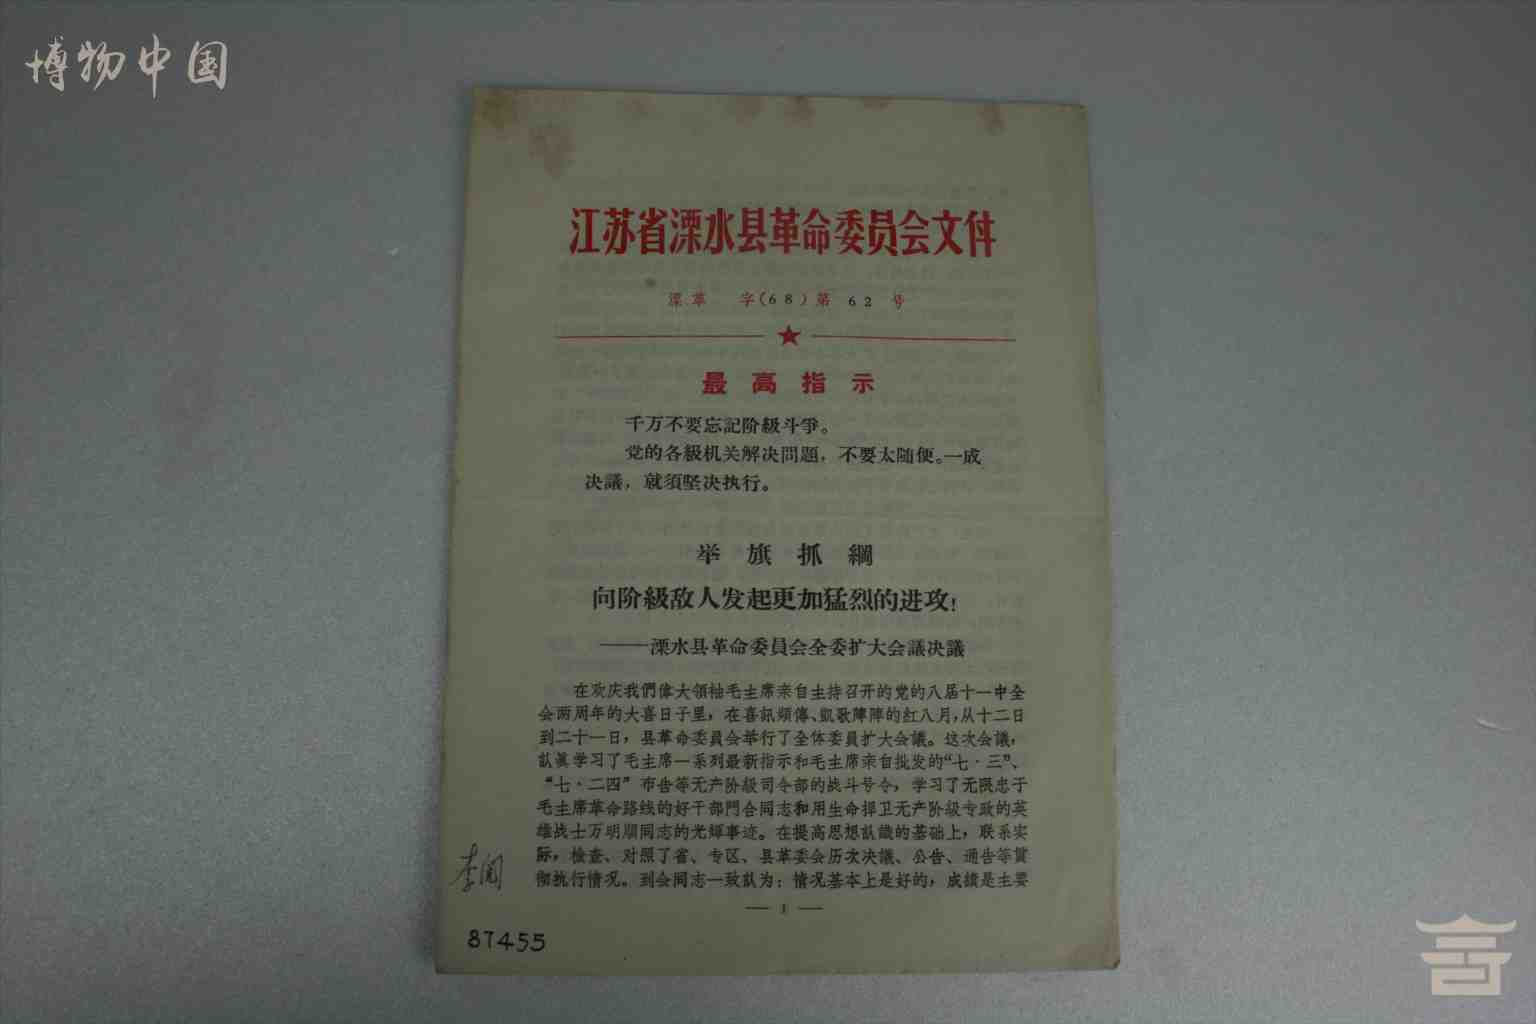 博物中国
江苏省溧水县革命委员会文件
溧革 字(68)第 62 号
最高指示
千万不要忘記阶級斗爭。
党的各級机关解决問題，不要太随便。一成
决議，就須坚决执行。
举旗抓綱
向阶級敌人发起更加猛烈的进攻！
——溧水县革命委員会全委扩大会議决議
在欢庆我們偉大領袖毛主席亲自主持召开的党的八届十一中全
会两周年的大喜日子里，在喜訊頻傳、凱歌陣陣的紅八月，从十二日
到二十一日，县革命委員会举行了全体委員扩大会議。这次会議，
認眞学习了毛主席一系列最新指示和毛主席亲自批发的“七·三”、
“七·二四”布告等无产阶級司令部的战斗号令，学习了无限忠于
毛主席革命路线的好干部門合同志和用生命捍卫无产阶級专政的英
雄战士万明順同志的光輝事迹。在提高思想認識的基础上，联系实
际，检查、对照了省、专区、县革委会历次决議、公告、通告等貫
彻执行情况。到会同志一致認为：情况基本上是好的，成績是主要
— 1 —
87455